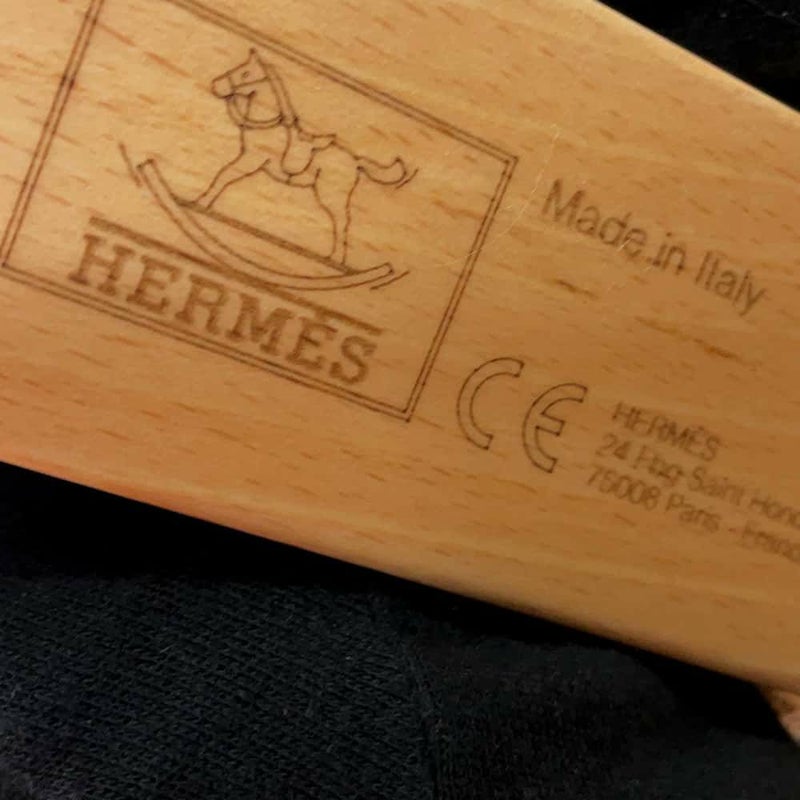 HERMÈS
Made in Italy
CE
HERMÈS
24 Fbg Saint
75008 Paris -